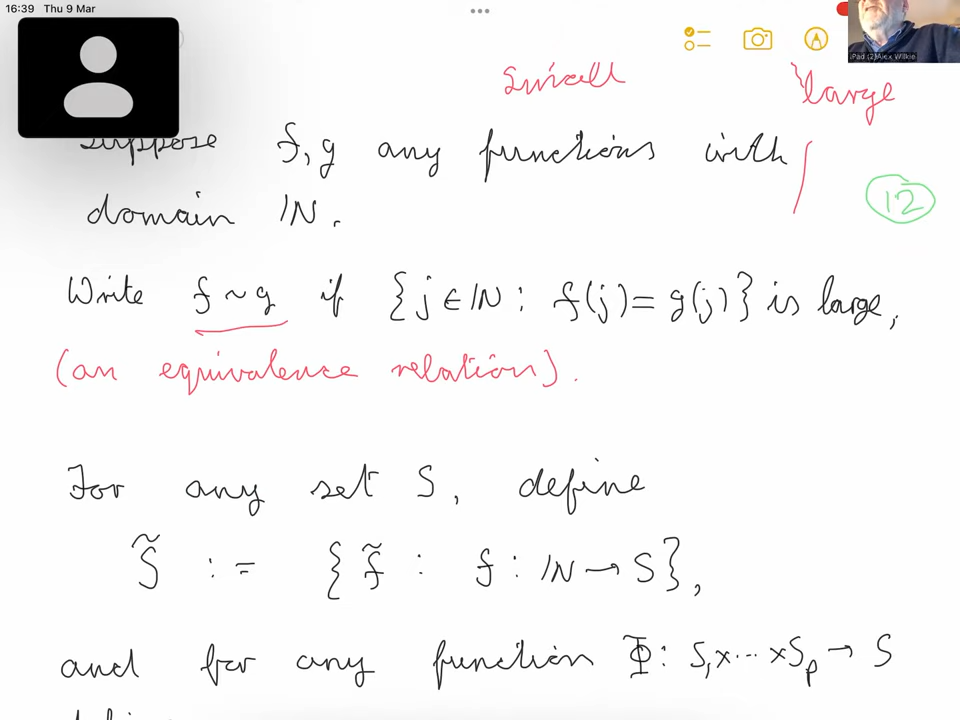 16:39 Thu 9 Mar
iPad (2)Alex Wilkie
small large
suppose f, g any functions with
domain ℕ.
12
Write f ~ g if {j ∈ ℕ : f(j) = g(j)} is large,
(an equivalence relation).
For any set S, define
S̃ := {f̃ : f : ℕ → S},
and for any function Φ : S₁ × ··· × Sₚ → S